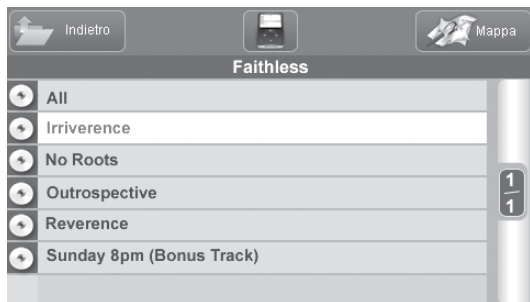 Indietro
Mappa
Faithless
All
Irriverence
No Roots
Outrospective
Reverence
Sunday 8pm (Bonus Track)
1
1